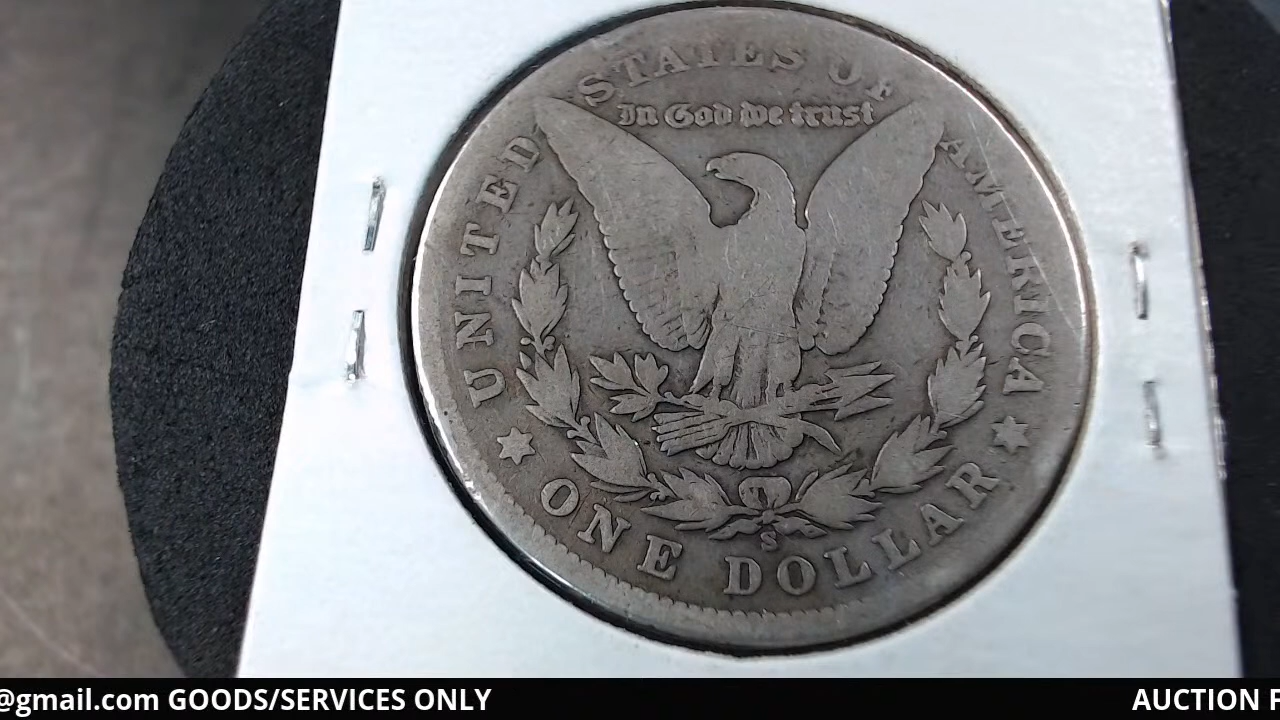 UNITED STATES OF AMERICA
In God we trust
S
ONE DOLLAR
@gmail.com GOODS/SERVICES ONLY
AUCTION